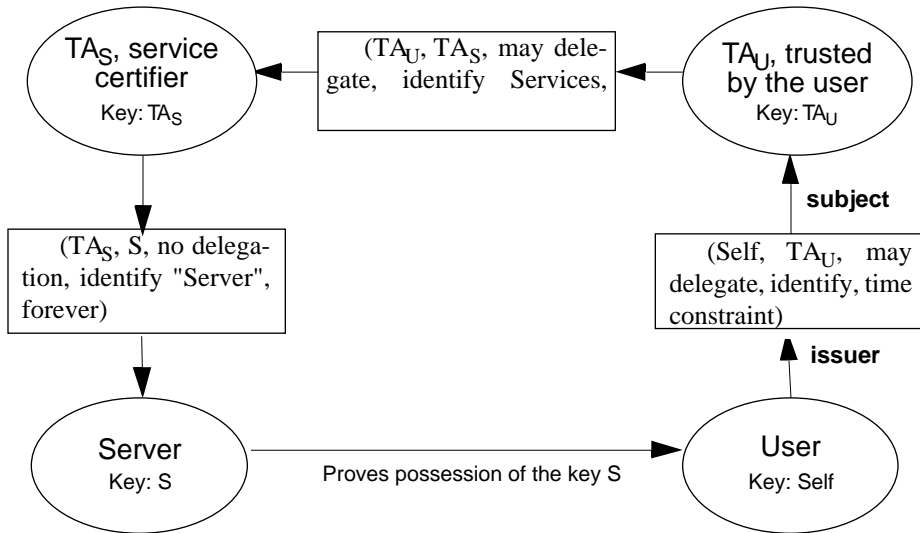 TAS, service
certifier
Key: TAS
(TAU, TAS, may dele-
gate, identify Services,
TAU, trusted
by the user
Key: TAU
subject
(TAS, S, no delega-
tion, identify "Server",
forever)
(Self, TAU, may
delegate, identify, time
constraint)
issuer
Server
Key: S
Proves possession of the key S
User
Key: Self